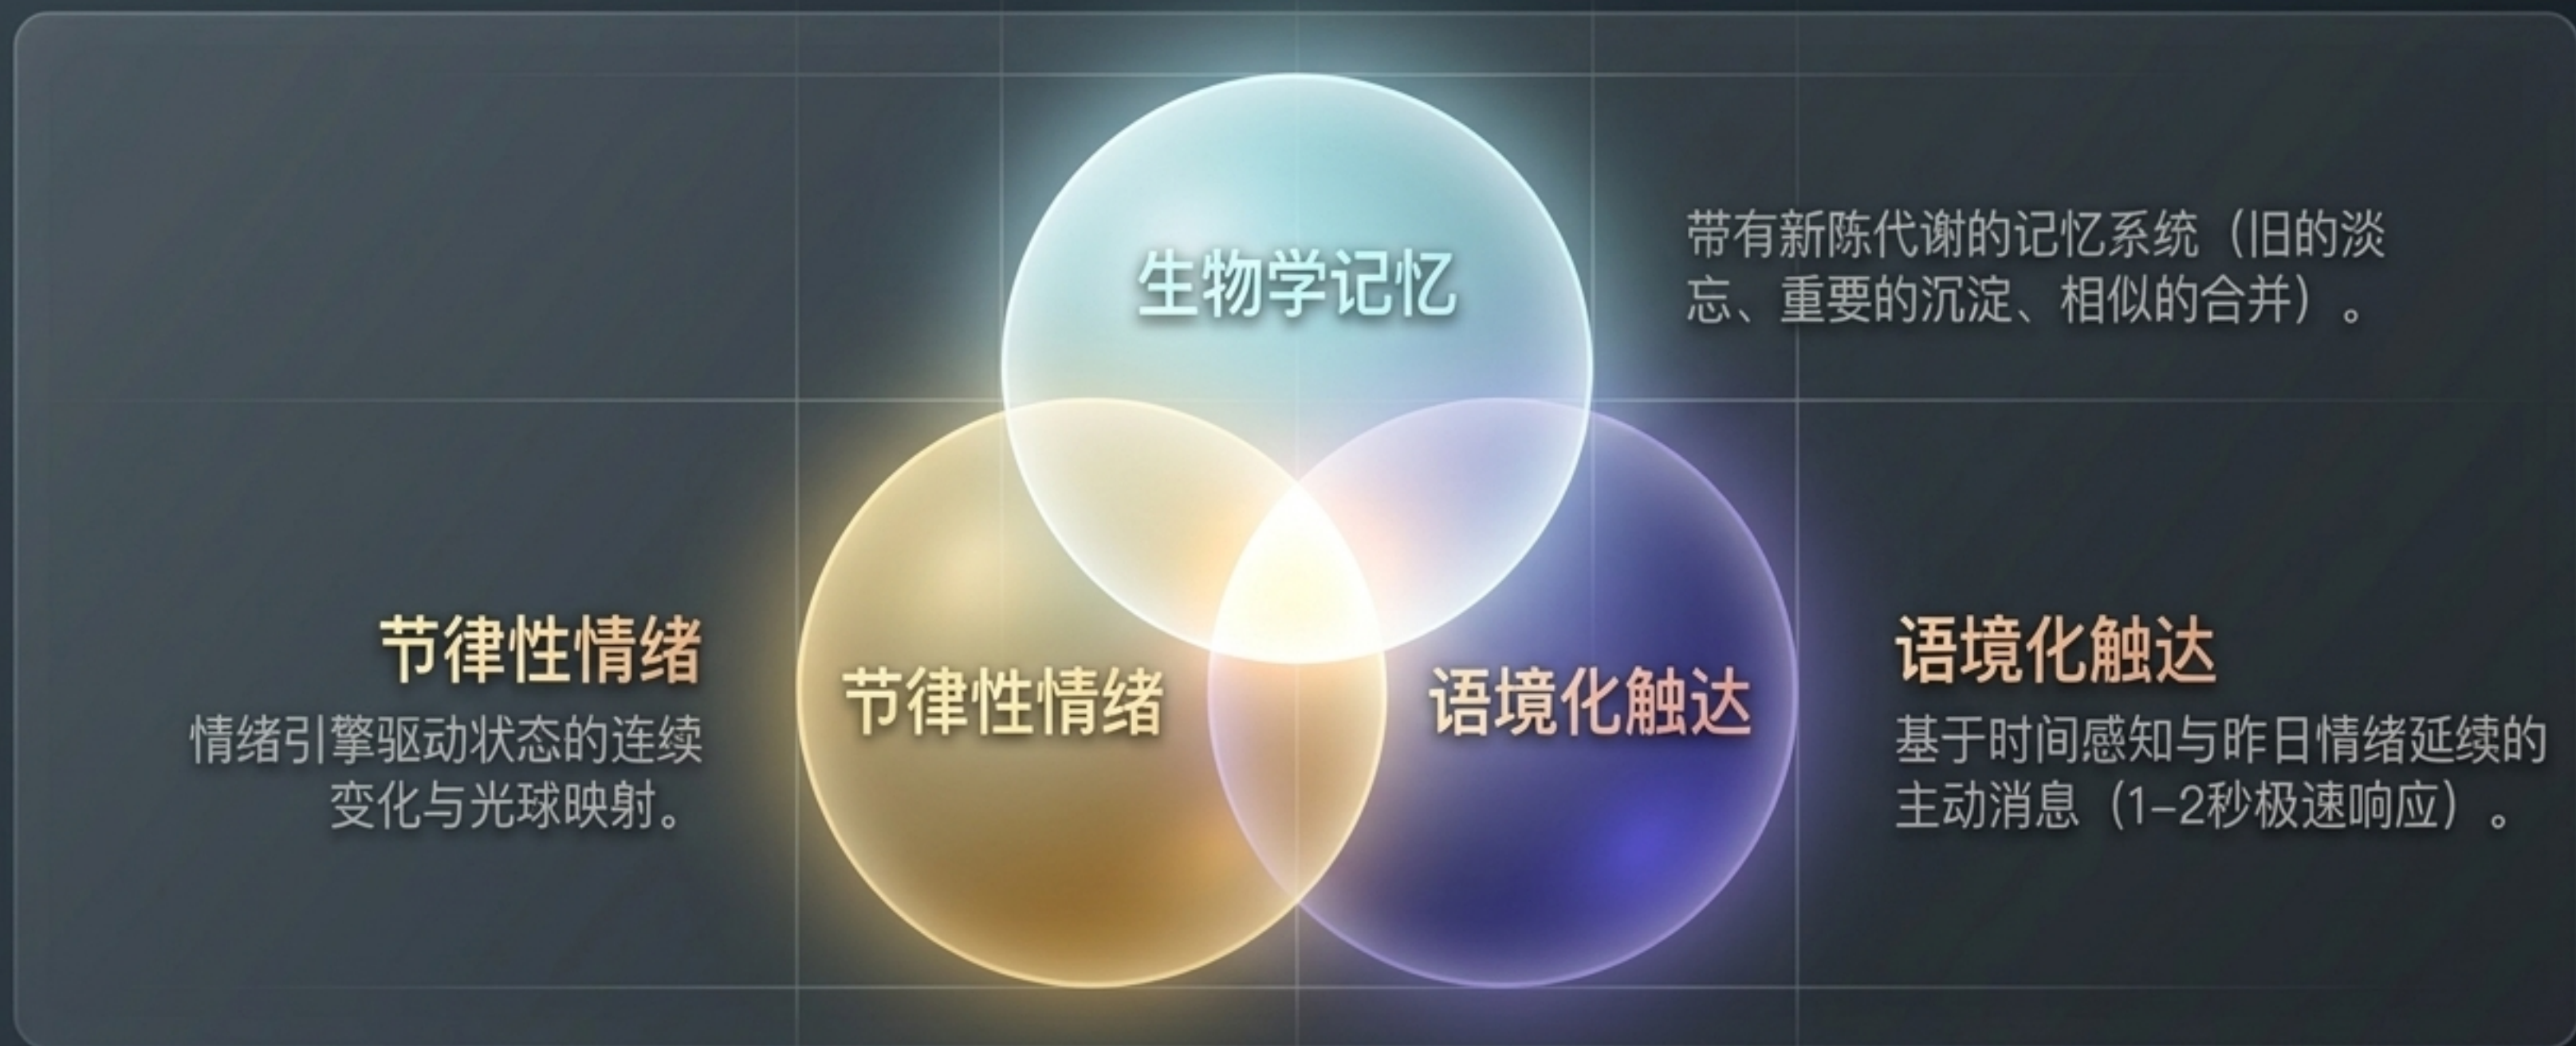 生物学记忆
带有新陈代谢的记忆系统（旧的淡
忘、重要的沉淀、相似的合并）。
节律性情绪
情绪引擎驱动状态的连续
变化与光球映射。
节律性情绪
语境化触达
语境化触达
基于时间感知与昨日情绪延续的
主动消息（1–2秒极速响应）。